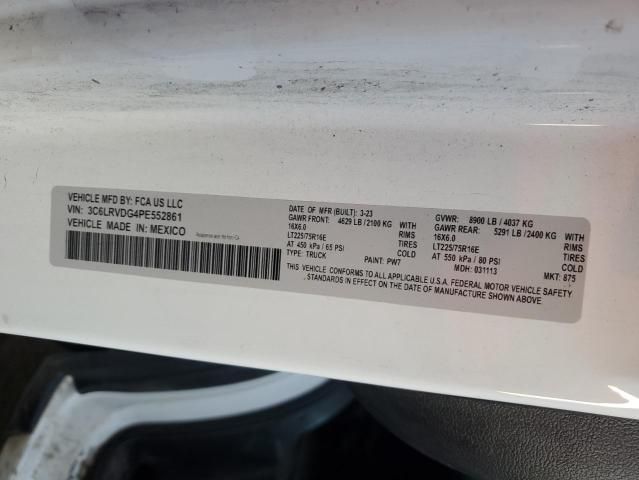 VEHICLE MFD BY: FCA US LLC
VIN: 3C6LRVDG4PE552861
VEHICLE MADE IN: MEXICO
DATE OF MFR (BUILT): 3-23
GAWR FRONT: 4629 LB / 2100 KG WITH
16X6.0 RIMS
LT225/75R16E TIRES
AT 450 kPa / 65 PSI COLD
TYPE: TRUCK PAINT: PW7
GVWR: 8900 LB / 4037 KG
GAWR REAR: 5291 LB / 2400 KG WITH
16X6.0 RIMS
LT225/75R16E TIRES
AT 550 kPa / 80 PSI COLD
MDH: 031113 MKT: 875
THIS VEHICLE CONFORMS TO ALL APPLICABLE U.S.A. FEDERAL MOTOR VEHICLE SAFETY
STANDARDS IN EFFECT ON THE DATE OF MANUFACTURE SHOWN ABOVE.